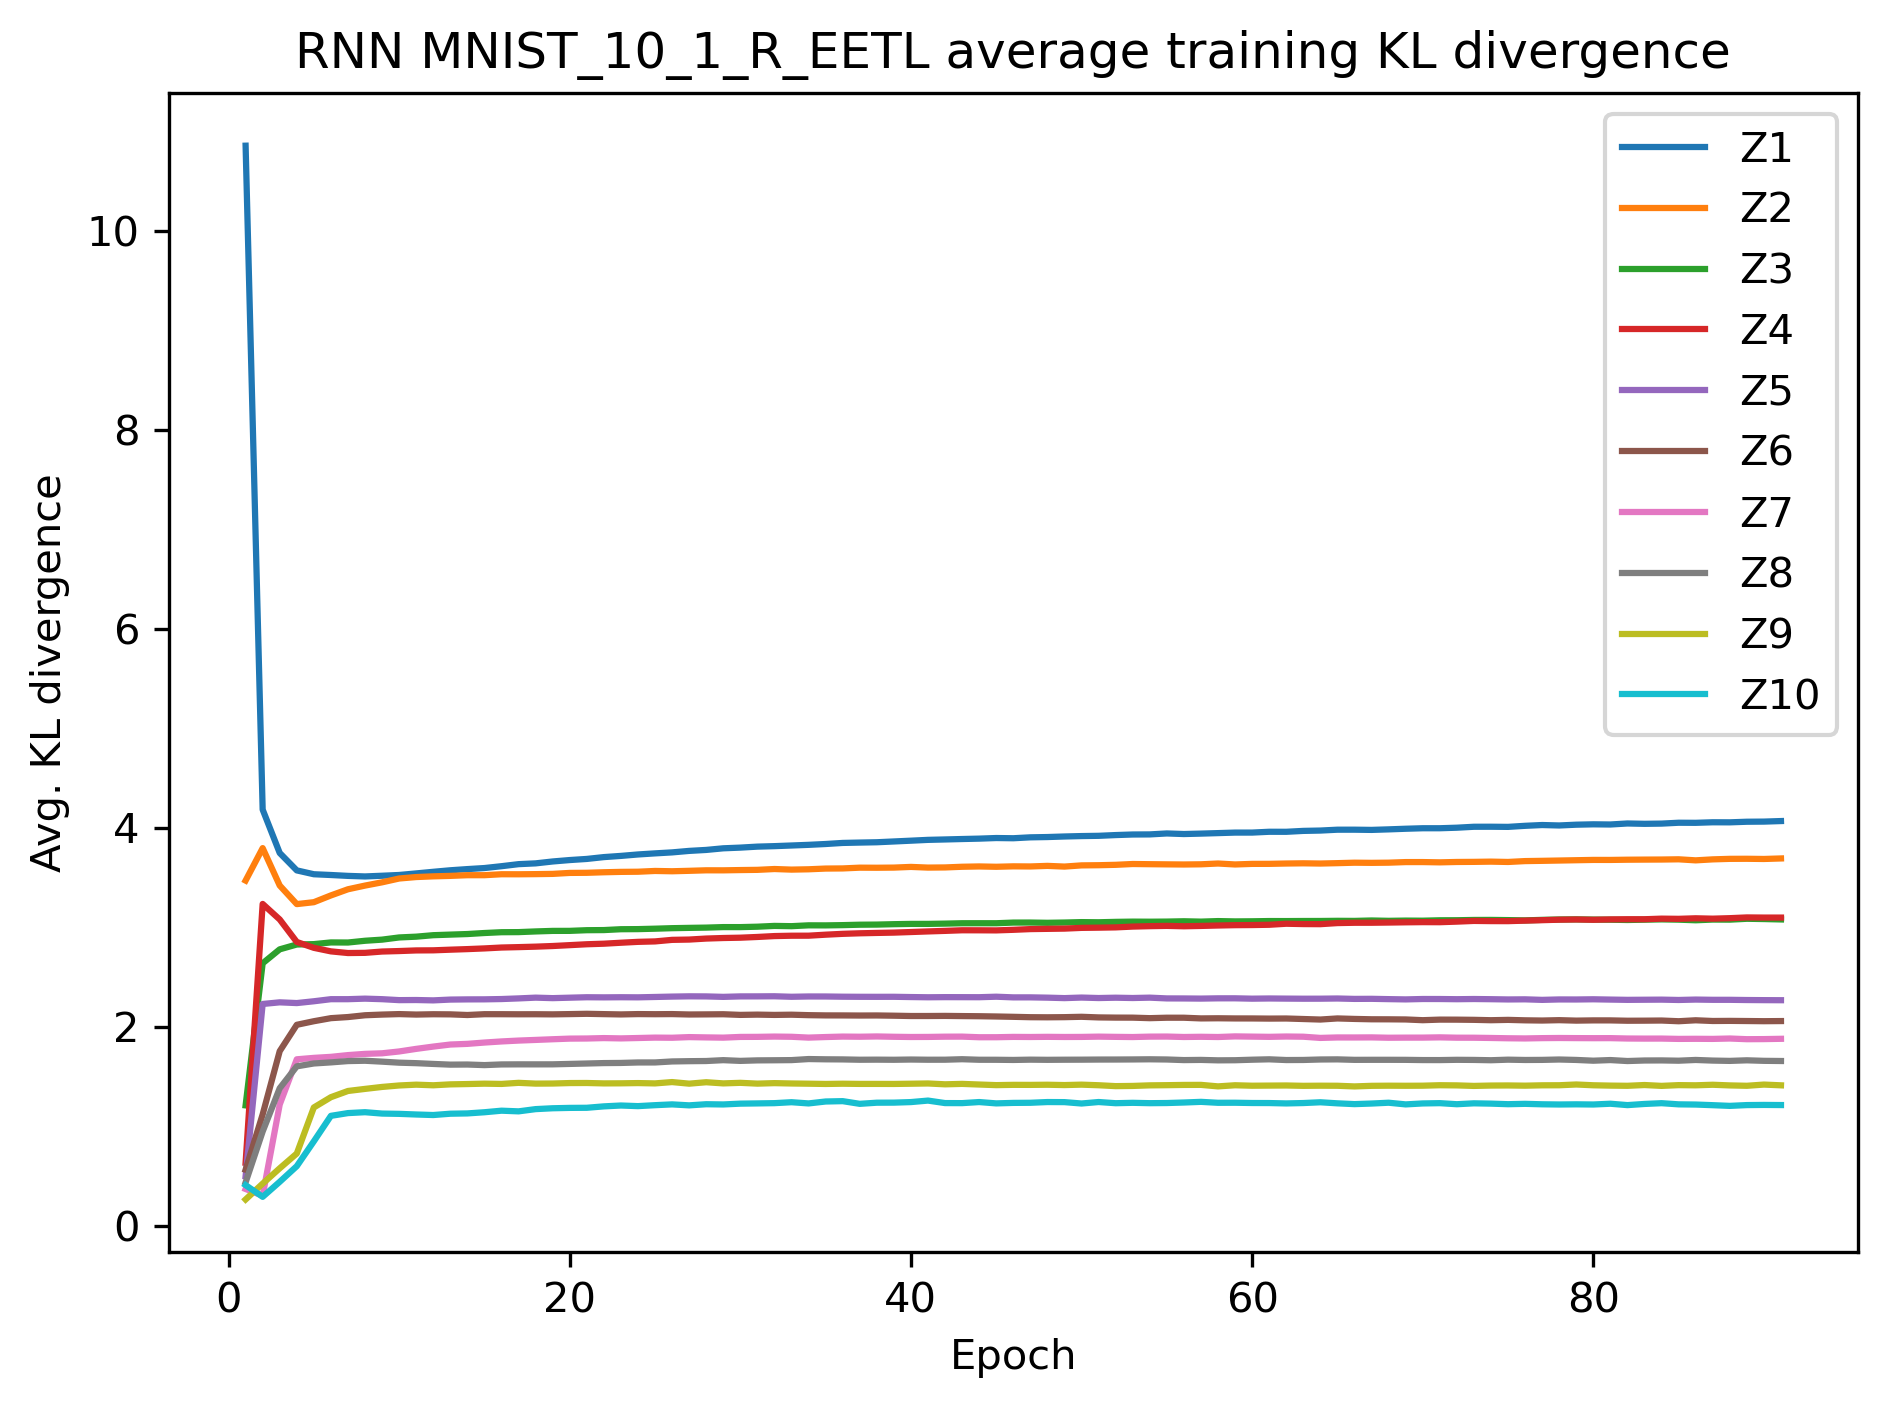 RNN MNIST_10_1_R_EETL average training KL divergence
Avg. KL divergence
10
8
6
4
2
0
0 20 40 60 80
Epoch
Z1
Z2
Z3
Z4
Z5
Z6
Z7
Z8
Z9
Z10